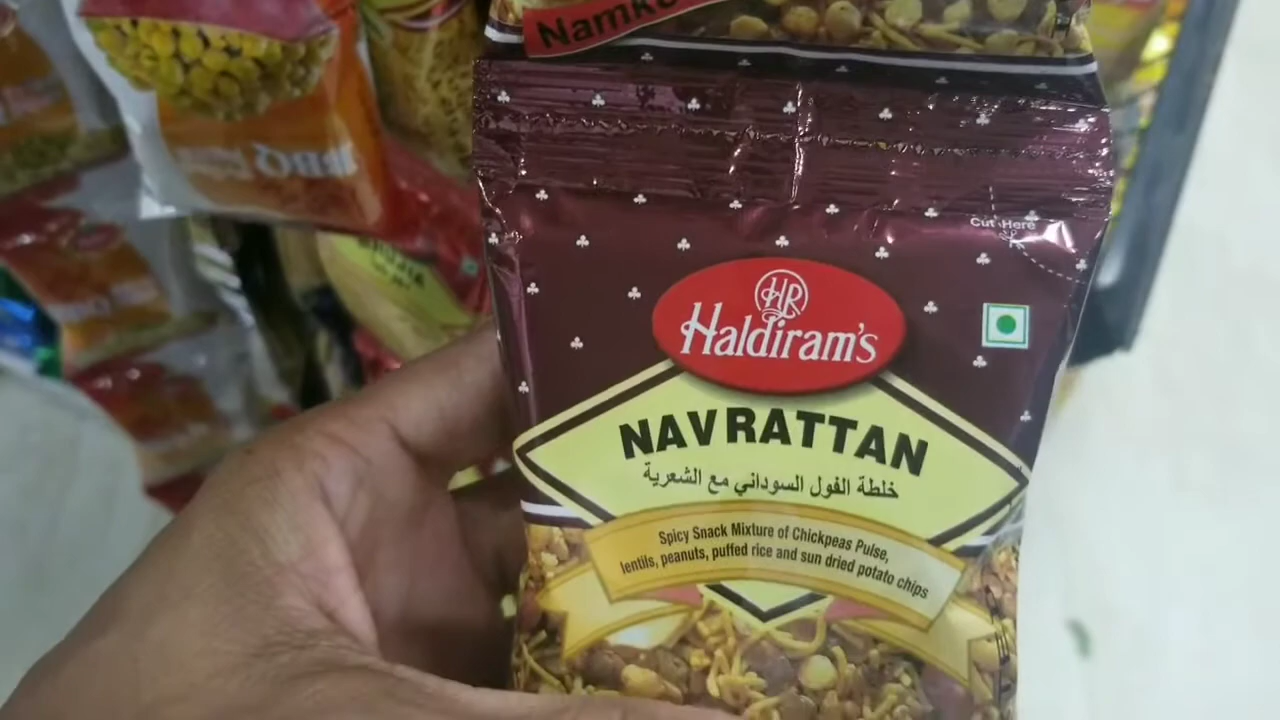 Cut Here
HR
Haldiram's
NAVRATTAN
خلطة الفول السوداني مع الشعرية
Spicy Snack Mixture of Chickpeas Pulse,
lentils, peanuts, puffed rice and sun dried potato chips